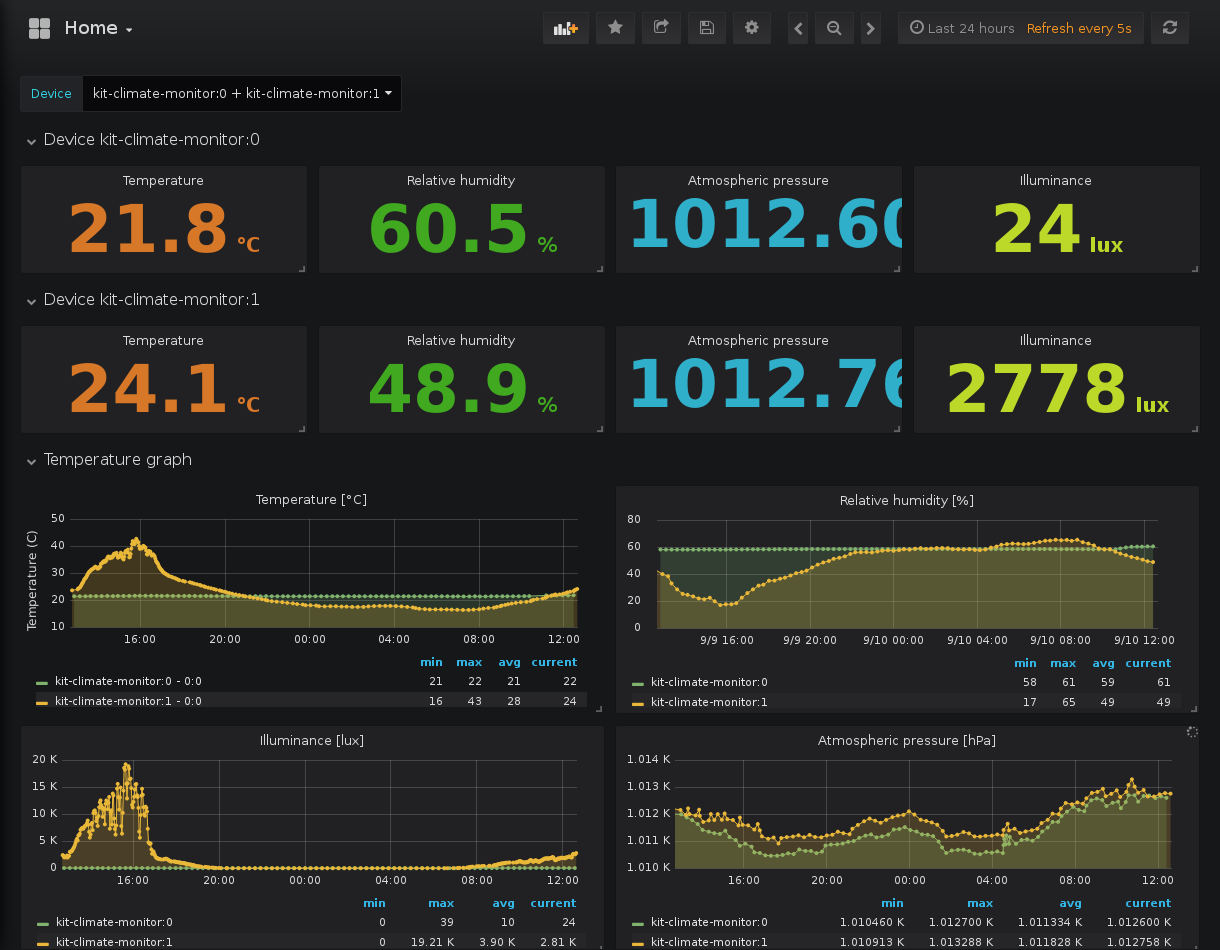 Home
Last 24 hours Refresh every 5s
Device kit-climate-monitor:0 + kit-climate-monitor:1
Device kit-climate-monitor:0
Temperature Relative humidity Atmospheric pressure Illuminance
21.8 °C 60.5 % 1012.60 24 lux
Device kit-climate-monitor:1
Temperature Relative humidity Atmospheric pressure Illuminance
24.1 °C 48.9 % 1012.76 2778 lux
Temperature graph
Temperature [°C]
Temperature (C)
50
40
30
20
10
16:00 20:00 00:00 04:00 08:00 12:00
min max avg current
kit-climate-monitor:0 - 0:0 21 22 21 22
kit-climate-monitor:1 - 0:0 16 43 28 24
Relative humidity [%]
80
60
40
20
0
9/9 16:00 9/9 20:00 9/10 00:00 9/10 04:00 9/10 08:00 9/10 12:00
min max avg current
kit-climate-monitor:0 58 61 59 61
kit-climate-monitor:1 17 65 49 49
Illuminance [lux]
20 K
15 K
10 K
5 K
0
16:00 20:00 00:00 04:00 08:00 12:00
min max avg current
kit-climate-monitor:0 0 39 10 24
kit-climate-monitor:1 0 19.21 K 3.90 K 2.81 K
Atmospheric pressure [hPa]
1.014 K
1.013 K
1.012 K
1.011 K
1.010 K
16:00 20:00 00:00 04:00 08:00 12:00
min max avg current
kit-climate-monitor:0 1.010460 K 1.012700 K 1.011334 K 1.012600 K
kit-climate-monitor:1 1.010913 K 1.013288 K 1.011828 K 1.012758 K